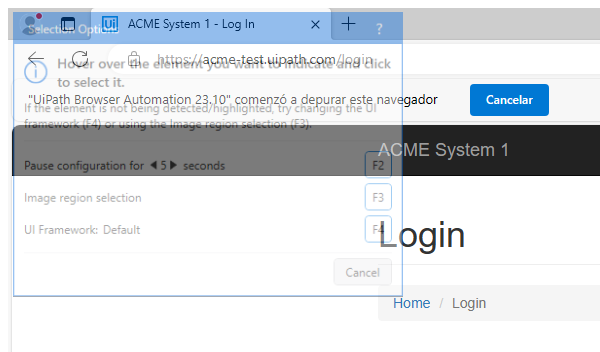 ACME System 1 - Log In
Selection Options
?
https://acme-test.uipath.com/login
Hover over the element you want to indicate and click
to select it.
"UiPath Browser Automation 23.10" comenzó a depurar este navegador
Cancelar
If the element is not being detected/highlighted, try changing the UI
framework (F4) or using the Image region selection (F3).
ACME System 1
Pause configuration for 5 seconds
F2
Image region selection
F3
UI Framework: Default
F4
Login
Cancel
Home / Login